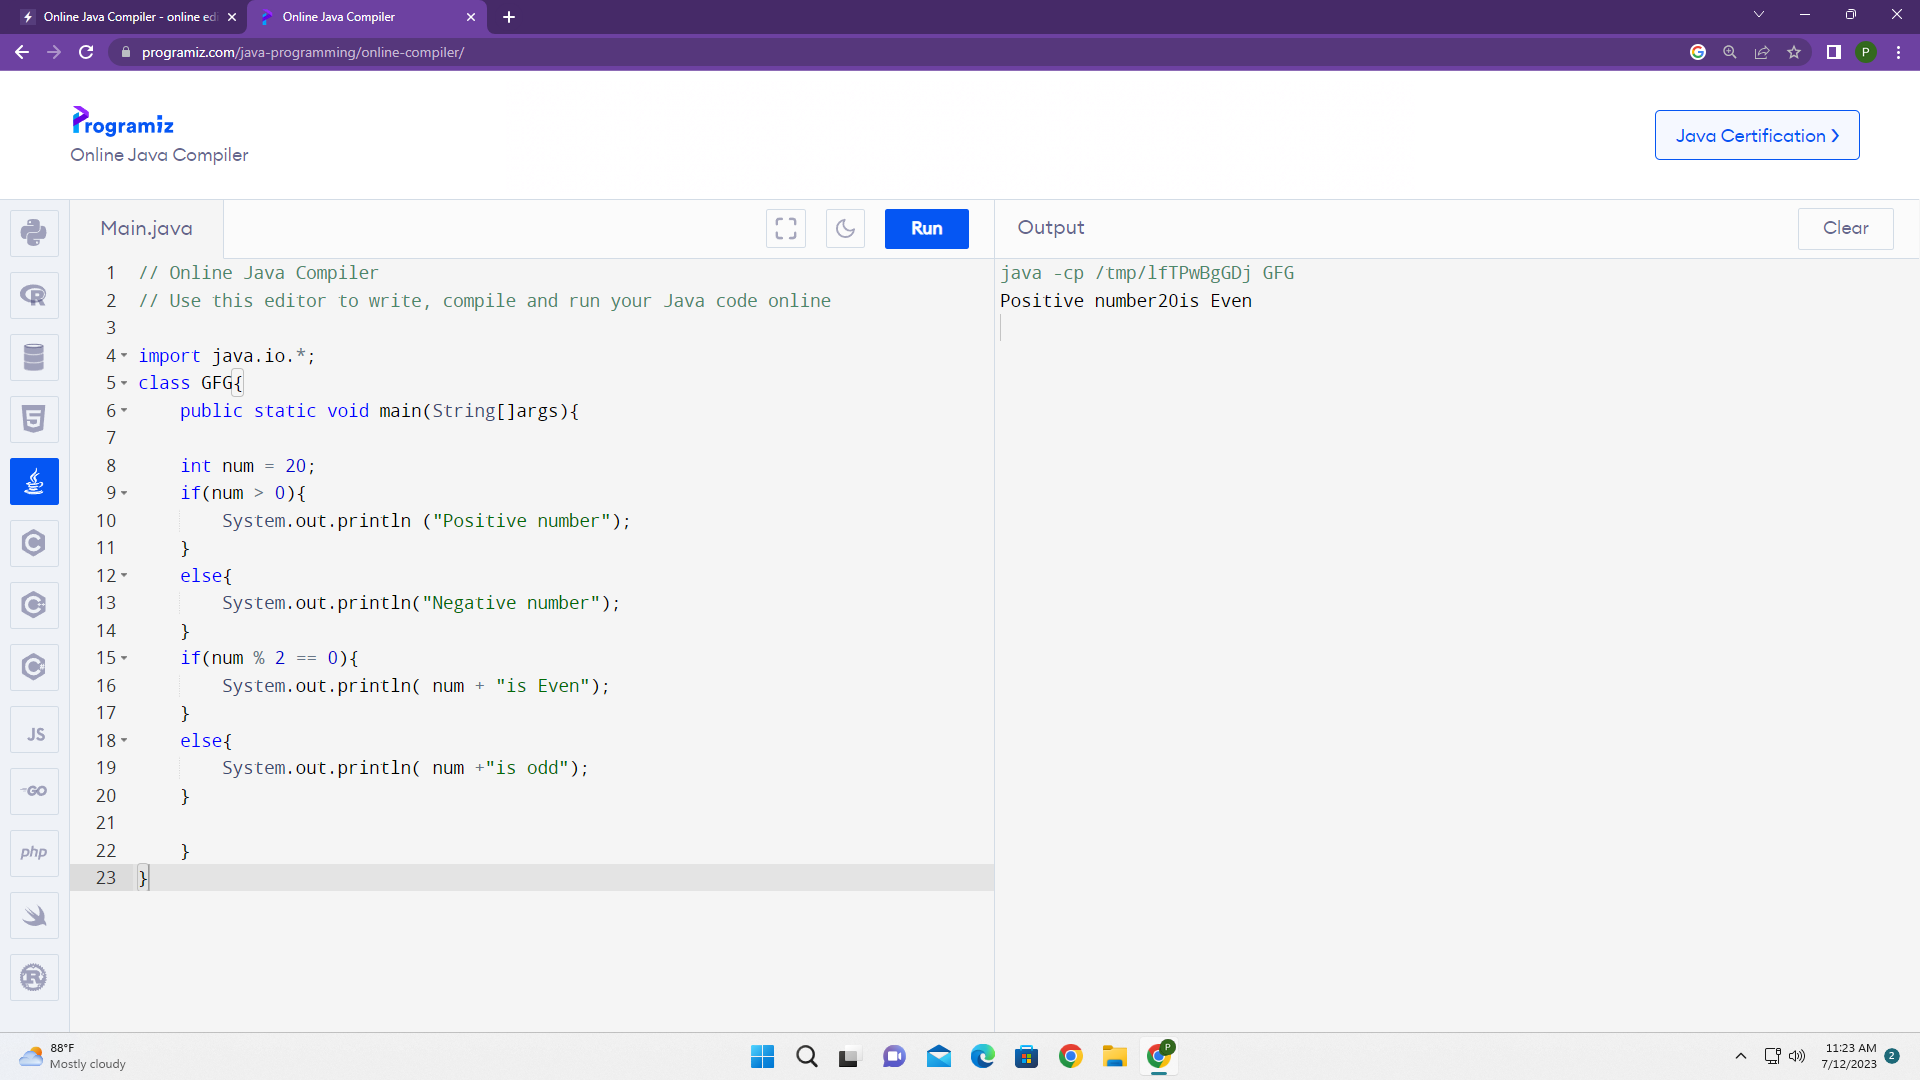 Online Java Compiler - online edi
Online Java Compiler
programiz.com/java-programming/online-compiler/
P
Programiz
Online Java Compiler
Java Certification ❯
Main.java
Run
Output
Clear
1 // Online Java Compiler
2 // Use this editor to write, compile and run your Java code online
3
4 import java.io.*;
5 class GFG{
6     public static void main(String[]args){
7
8     int num = 20;
9     if(num > 0){
10         System.out.println ("Positive number");
11     }
12     else{
13         System.out.println("Negative number");
14     }
15     if(num % 2 == 0){
16         System.out.println( num + "is Even");
17     }
18     else{
19         System.out.println( num +"is odd");
20     }
21
22     }
23 }
java -cp /tmp/lfTPwBgGDj GFG
Positive number20is Even
R
5
C
C
C
JS
GO
php
R
88°F
Mostly cloudy
P
11:23 AM
7/12/2023
2